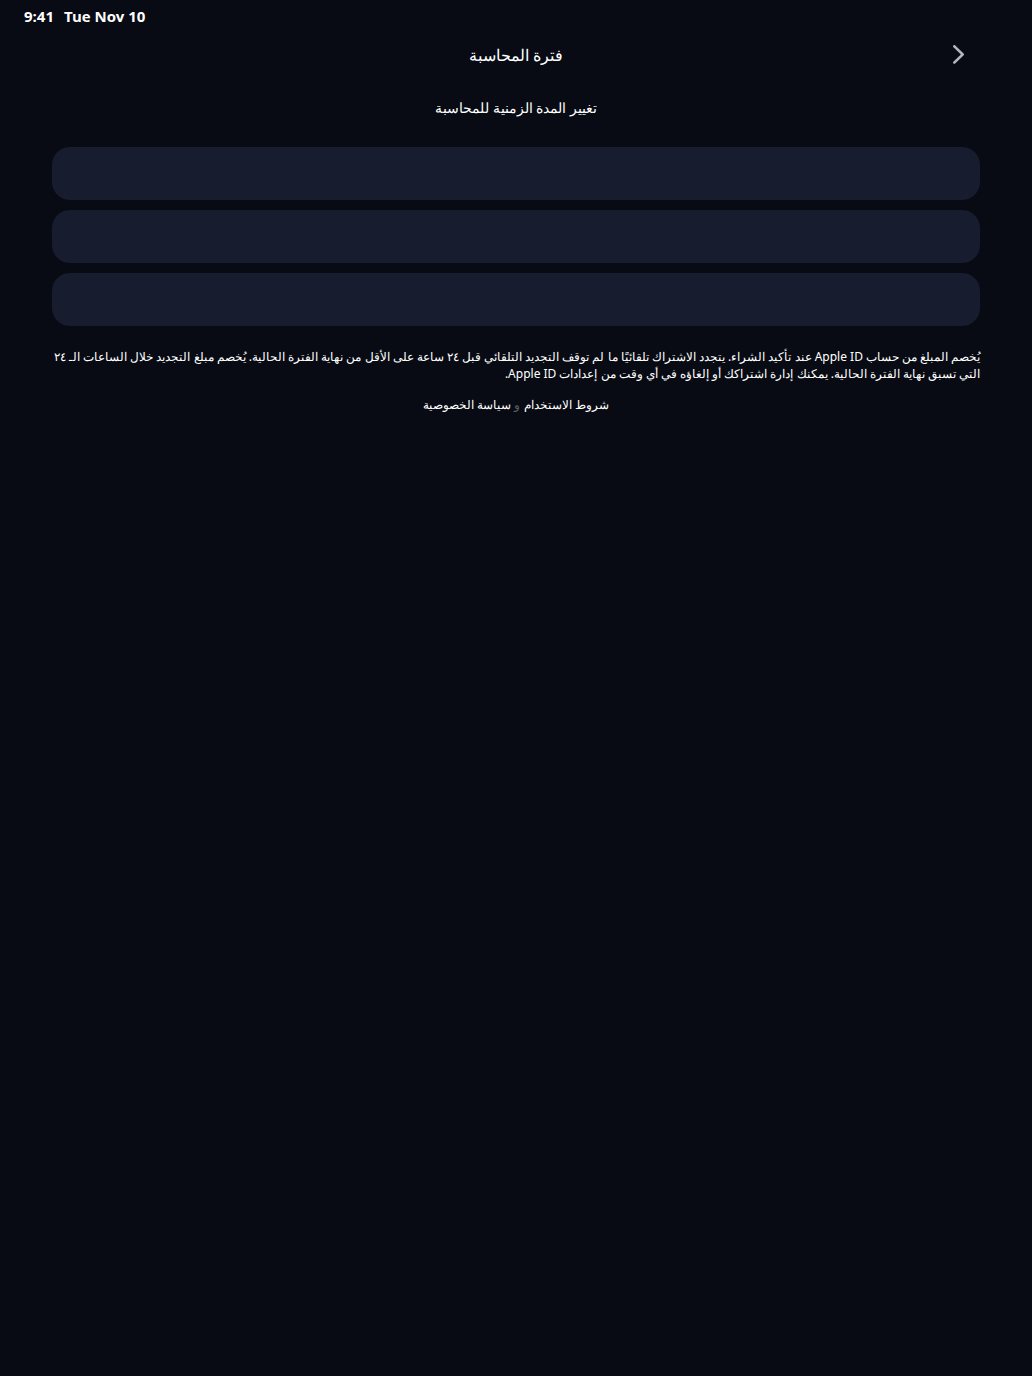 9:41 Tue Nov 10
فترة المحاسبة
تغيير المدة الزمنية للمحاسبة
يُخصم المبلغ من حساب Apple ID عند تأكيد الشراء. يتجدد الاشتراك تلقائيًا ما لم توقف التجديد التلقائي قبل ٢٤ ساعة على الأقل من نهاية الفترة الحالية. يُخصم مبلغ التجديد خلال الساعات الـ ٢٤
التي تسبق نهاية الفترة الحالية. يمكنك إدارة اشتراكك أو إلغاؤه في أي وقت من إعدادات Apple ID.
شروط الاستخدام و سياسة الخصوصية